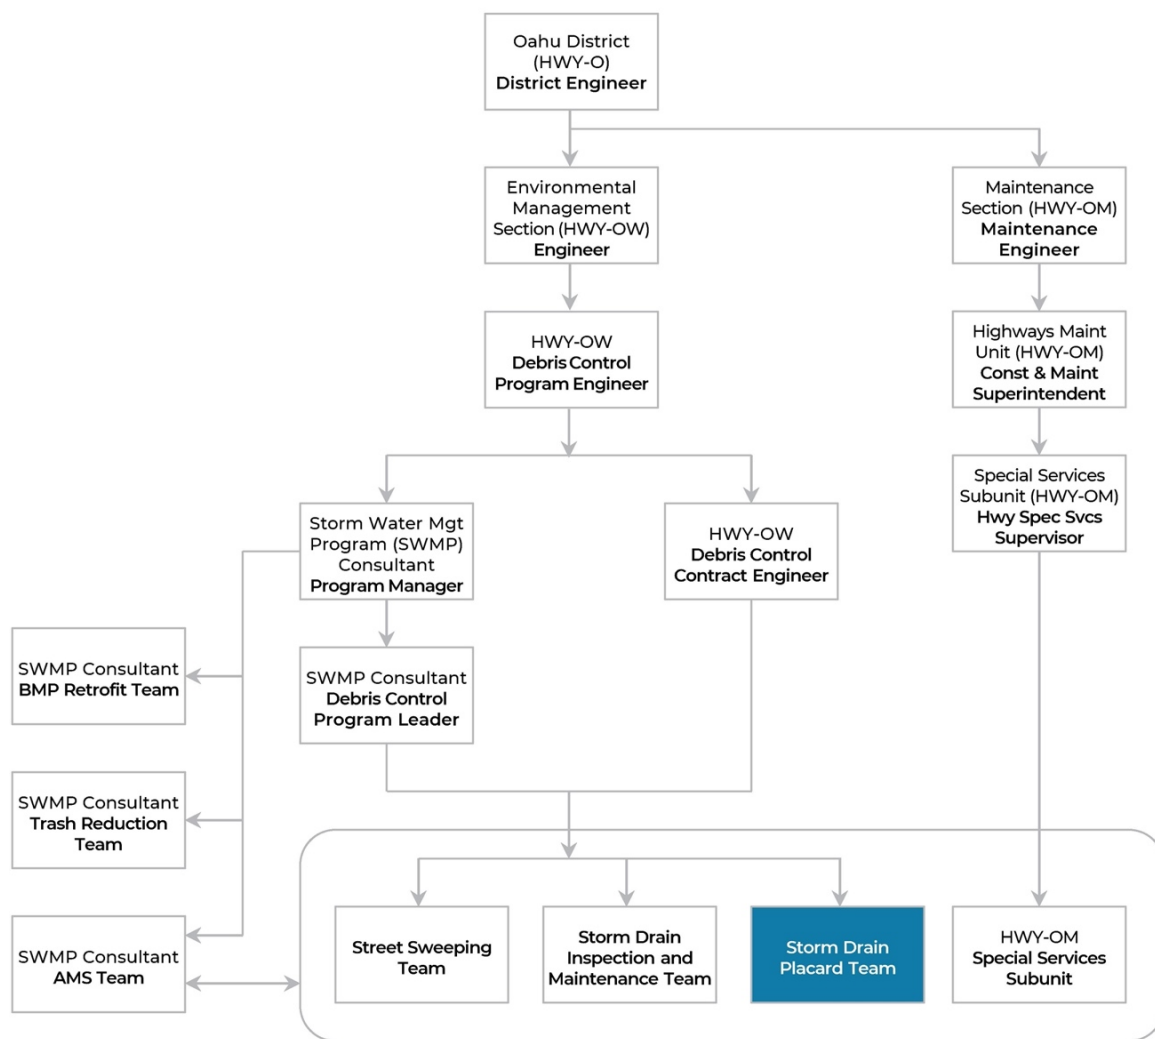 Oahu District
(HWY-O)
District Engineer
Environmental
Management
Section (HWY-OW)
Engineer
Maintenance
Section (HWY-OM)
Maintenance
Engineer
HWY-OW
Debris Control
Program Engineer
Highways Maint
Unit (HWY-OM)
Const & Maint
Superintendent
Storm Water Mgt
Program (SWMP)
Consultant
Program Manager
HWY-OW
Debris Control
Contract Engineer
Special Services
Subunit (HWY-OM)
Hwy Spec Svcs
Supervisor
SWMP Consultant
BMP Retrofit Team
SWMP Consultant
Debris Control
Program Leader
SWMP Consultant
Trash Reduction
Team
SWMP Consultant
AMS Team
Street Sweeping
Team
Storm Drain
Inspection and
Maintenance Team
Storm Drain
Placard Team
HWY-OM
Special Services
Subunit